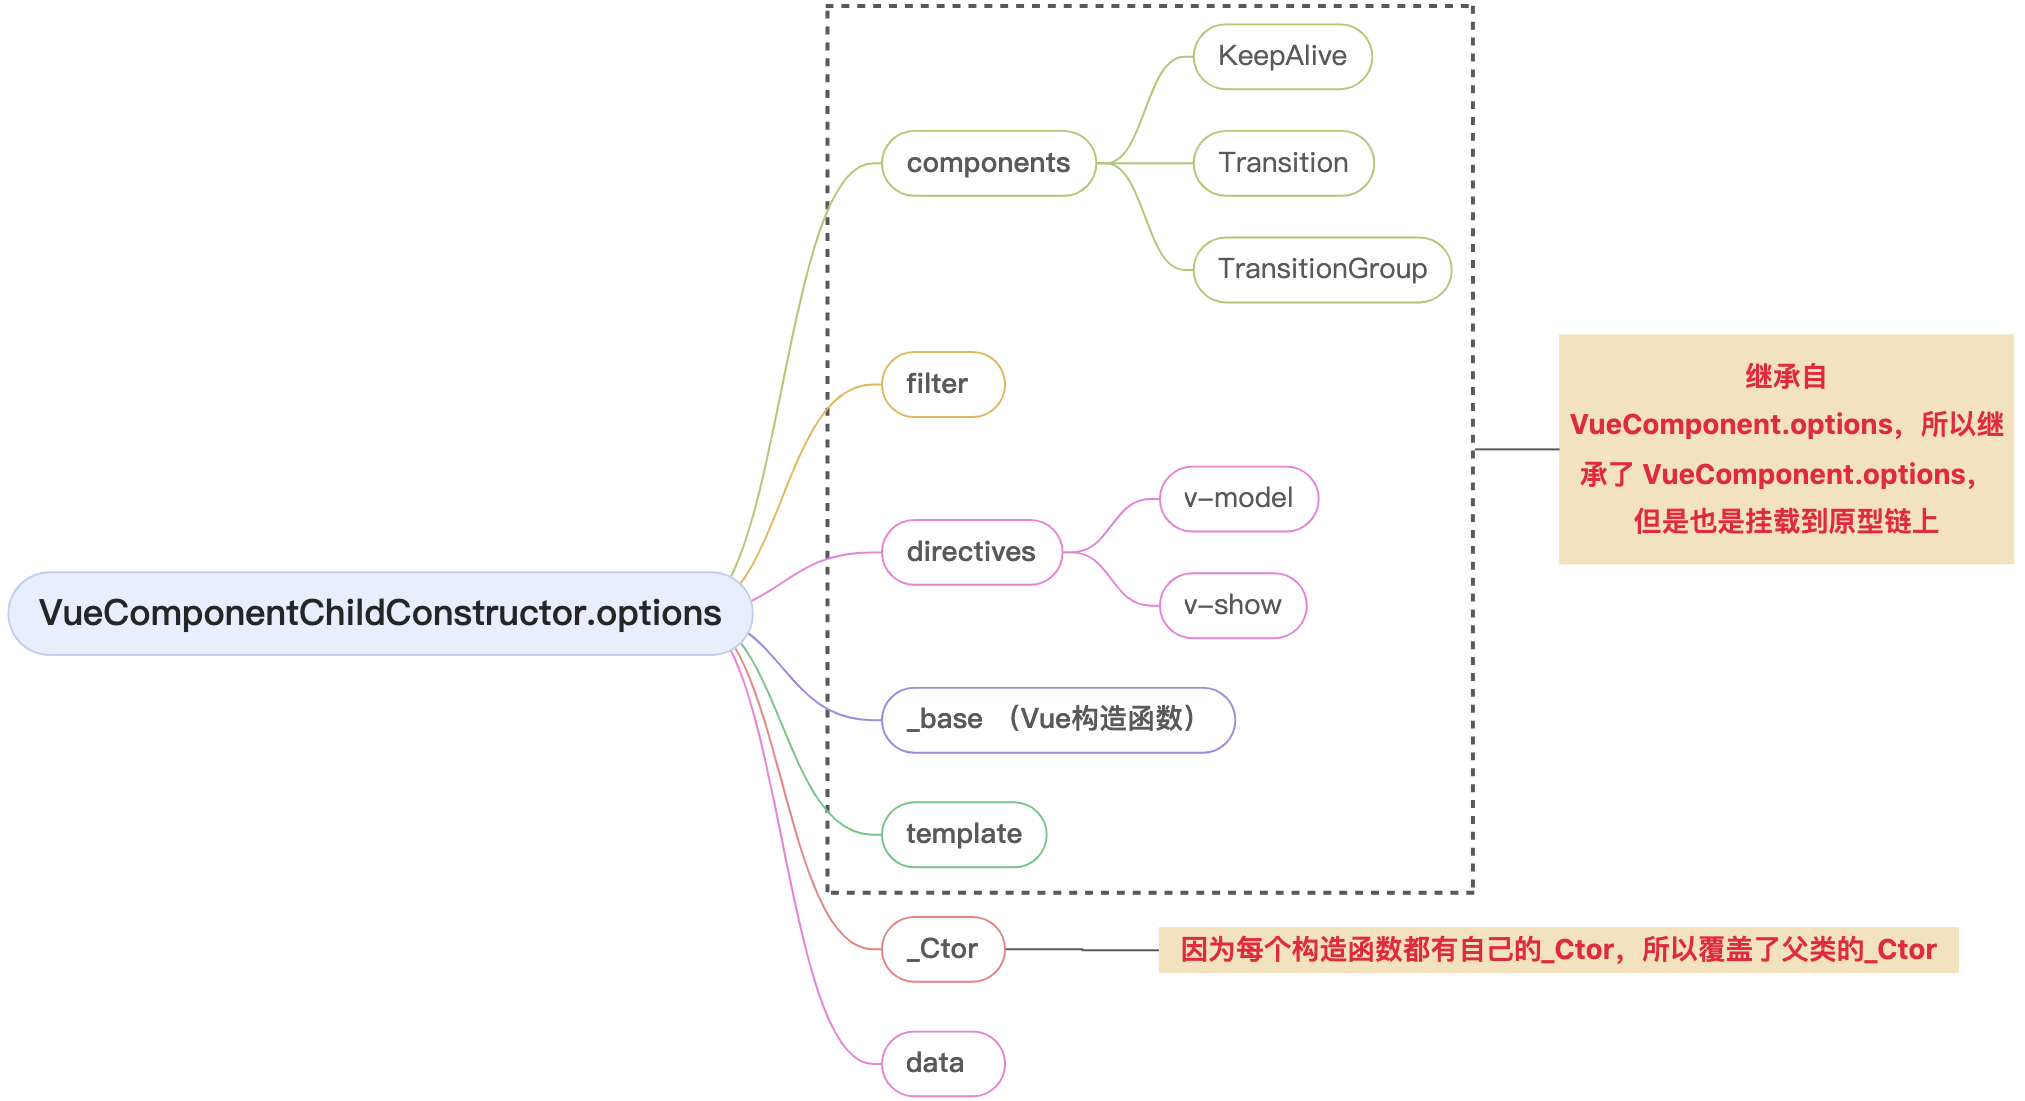 KeepAlive
components
Transition
TransitionGroup
filter
继承自
VueComponent.options，所以继
承了 VueComponent.options，
但是也是挂载到原型链上
v-model
directives
v-show
VueComponentChildConstructor.options
_base （Vue构造函数）
template
_Ctor
因为每个构造函数都有自己的_Ctor，所以覆盖了父类的_Ctor
data